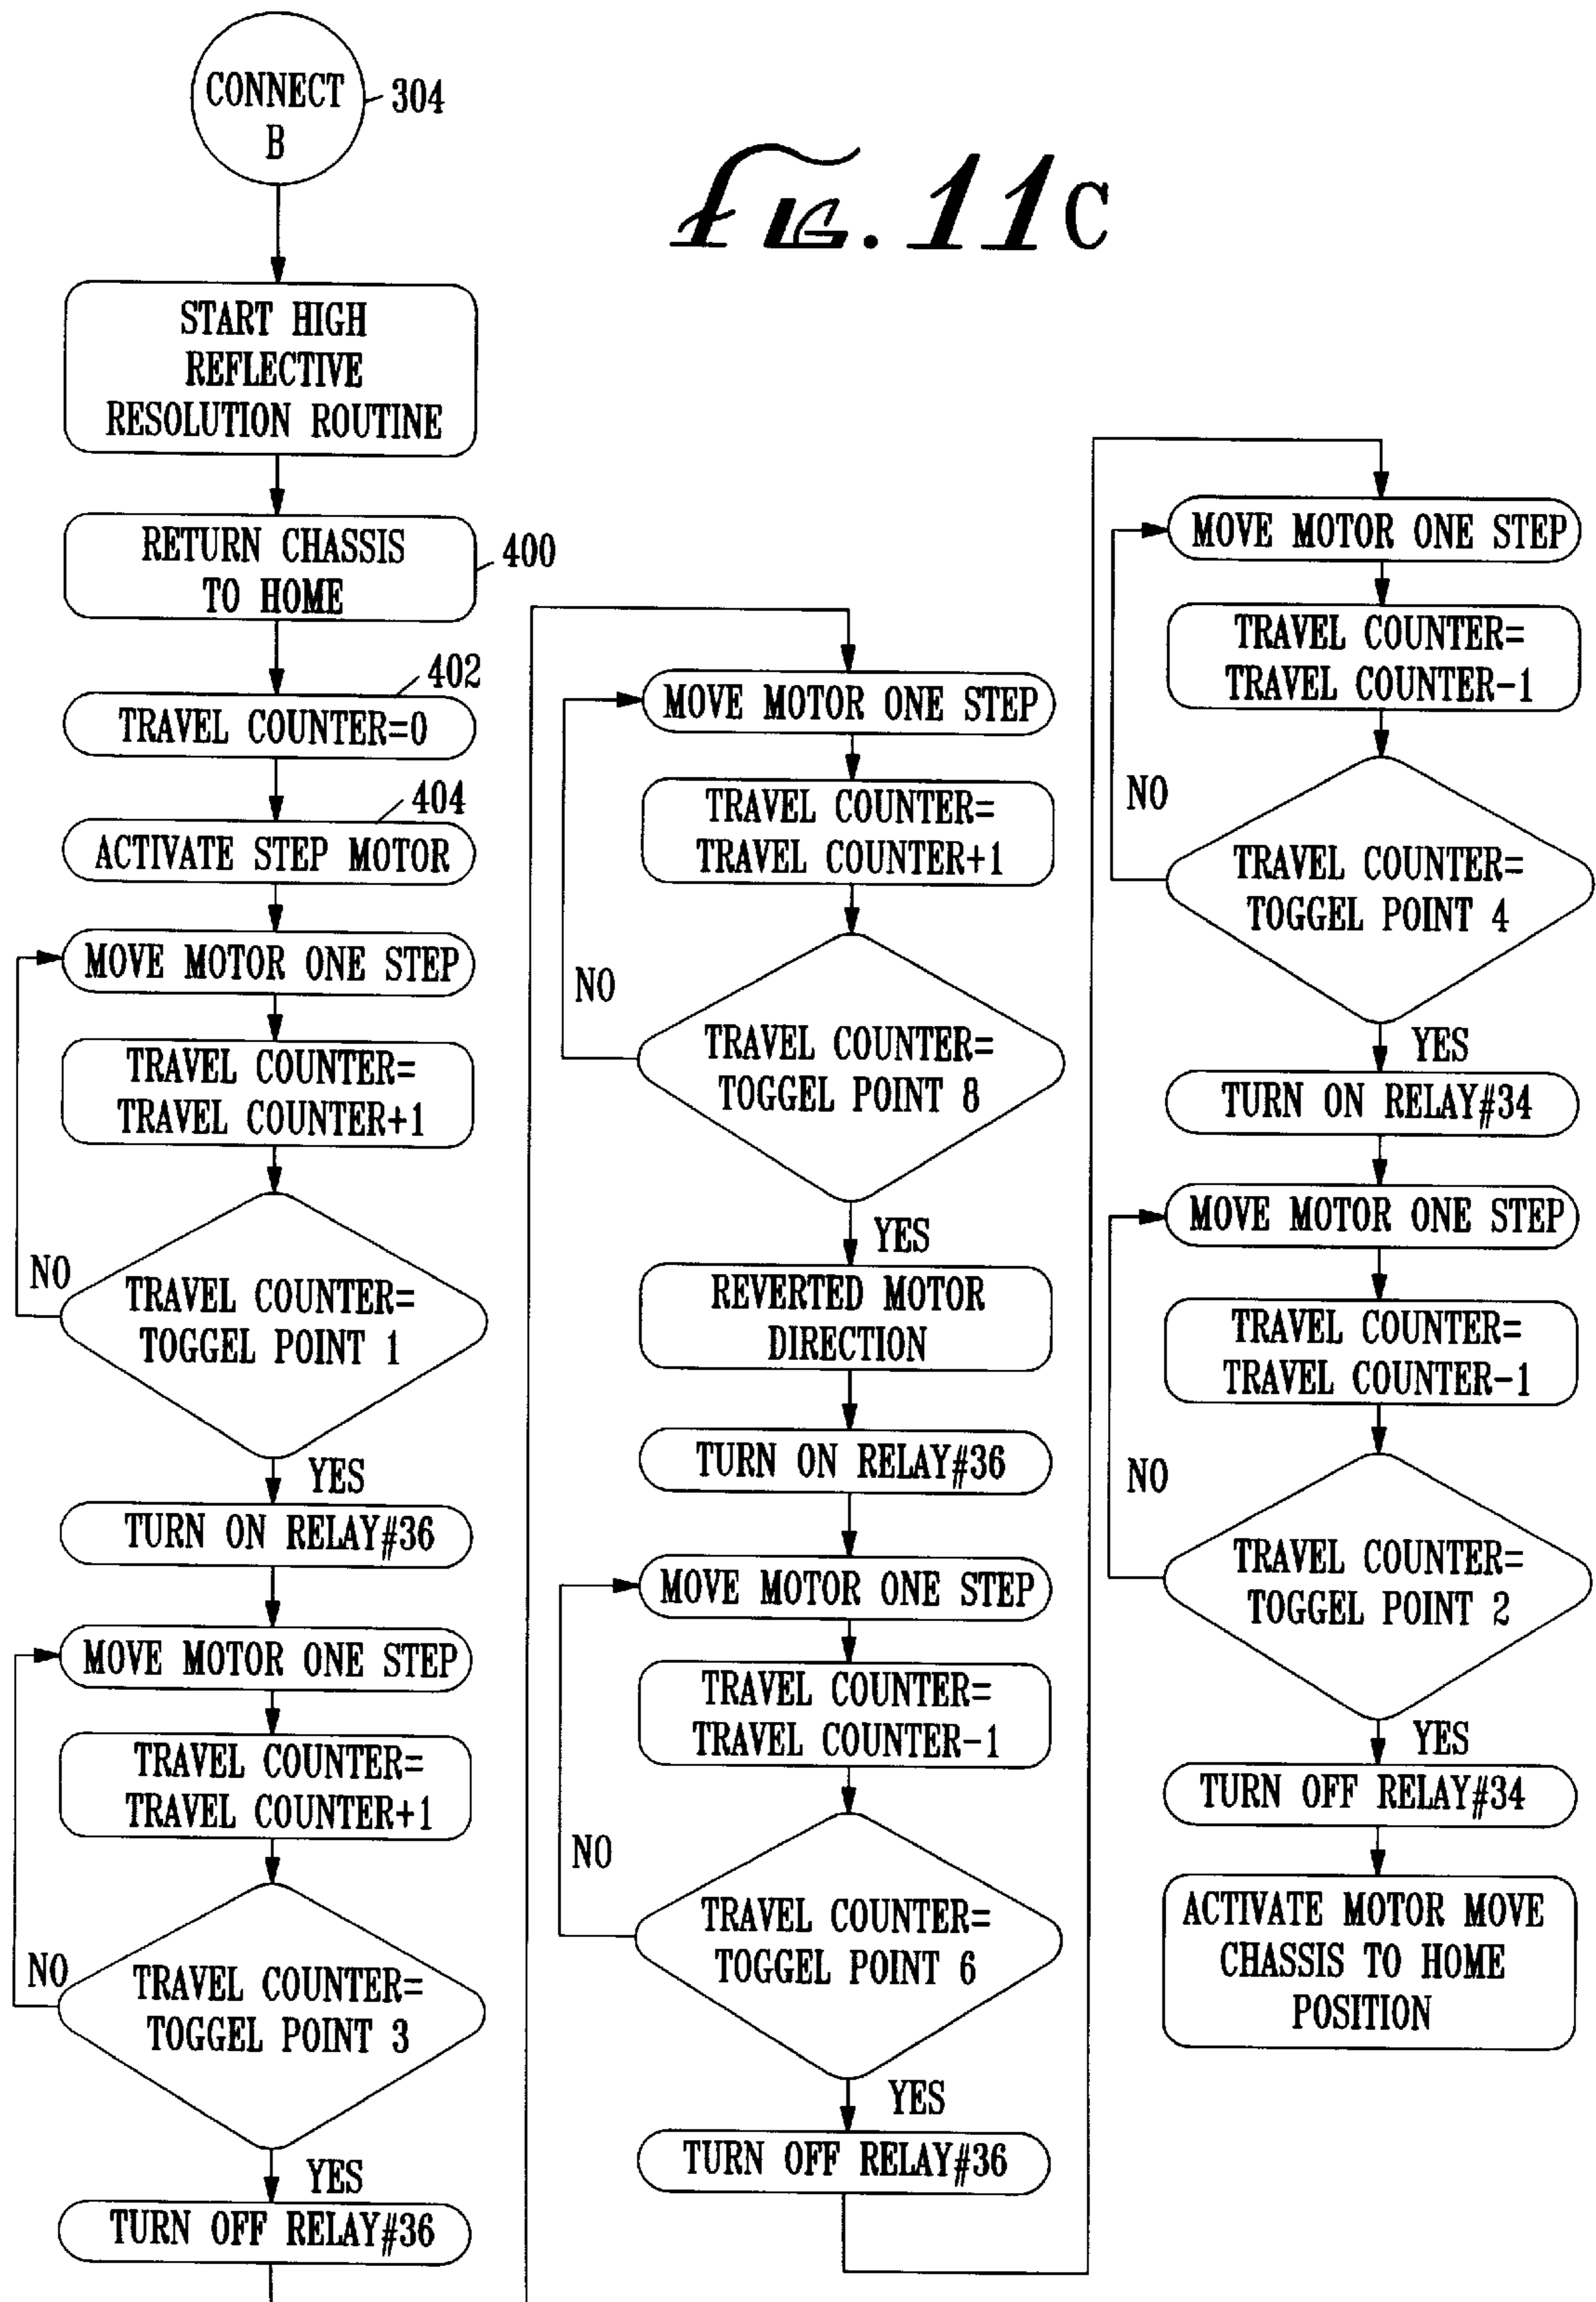 CONNECT
B
304
FIG. 11C
START HIGH
REFLECTIVE
RESOLUTION ROUTINE
RETURN CHASSIS
TO HOME
400
402
TRAVEL COUNTER=0
404
ACTIVATE STEP MOTOR
MOVE MOTOR ONE STEP
TRAVEL COUNTER=
TRAVEL COUNTER+1
NO
TRAVEL COUNTER=
TOGGEL POINT 1
YES
TURN ON RELAY#36
MOVE MOTOR ONE STEP
TRAVEL COUNTER=
TRAVEL COUNTER+1
NO
TRAVEL COUNTER=
TOGGEL POINT 3
YES
TURN OFF RELAY#36
MOVE MOTOR ONE STEP
TRAVEL COUNTER=
TRAVEL COUNTER+1
NO
TRAVEL COUNTER=
TOGGEL POINT 8
YES
REVERTED MOTOR
DIRECTION
TURN ON RELAY#36
MOVE MOTOR ONE STEP
TRAVEL COUNTER=
TRAVEL COUNTER-1
NO
TRAVEL COUNTER=
TOGGEL POINT 6
YES
TURN OFF RELAY#36
MOVE MOTOR ONE STEP
TRAVEL COUNTER=
TRAVEL COUNTER-1
NO
TRAVEL COUNTER=
TOGGEL POINT 4
YES
TURN ON RELAY#34
MOVE MOTOR ONE STEP
TRAVEL COUNTER=
TRAVEL COUNTER-1
NO
TRAVEL COUNTER=
TOGGEL POINT 2
YES
TURN OFF RELAY#34
ACTIVATE MOTOR MOVE
CHASSIS TO HOME
POSITION